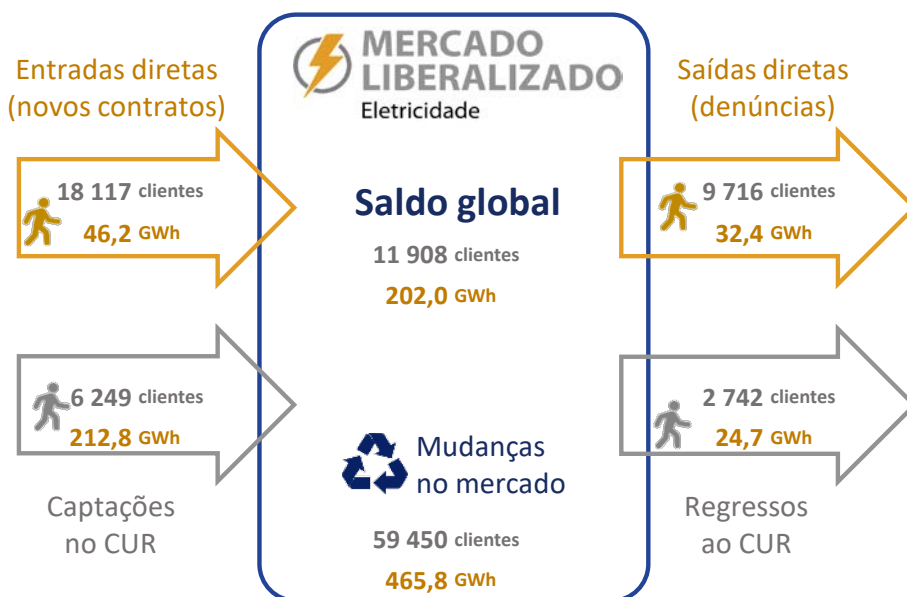 MERCADO
LIBERALIZADO
Eletricidade
Entradas diretas
(novos contratos)
18 117 clientes
46,2 GWh
Saldo global
11 908 clientes
202,0 GWh
Saídas diretas
(denúncias)
9 716 clientes
32,4 GWh
6 249 clientes
212,8 GWh
Captações
no CUR
Mudanças
no mercado
59 450 clientes
465,8 GWh
2 742 clientes
24,7 GWh
Regressos
ao CUR